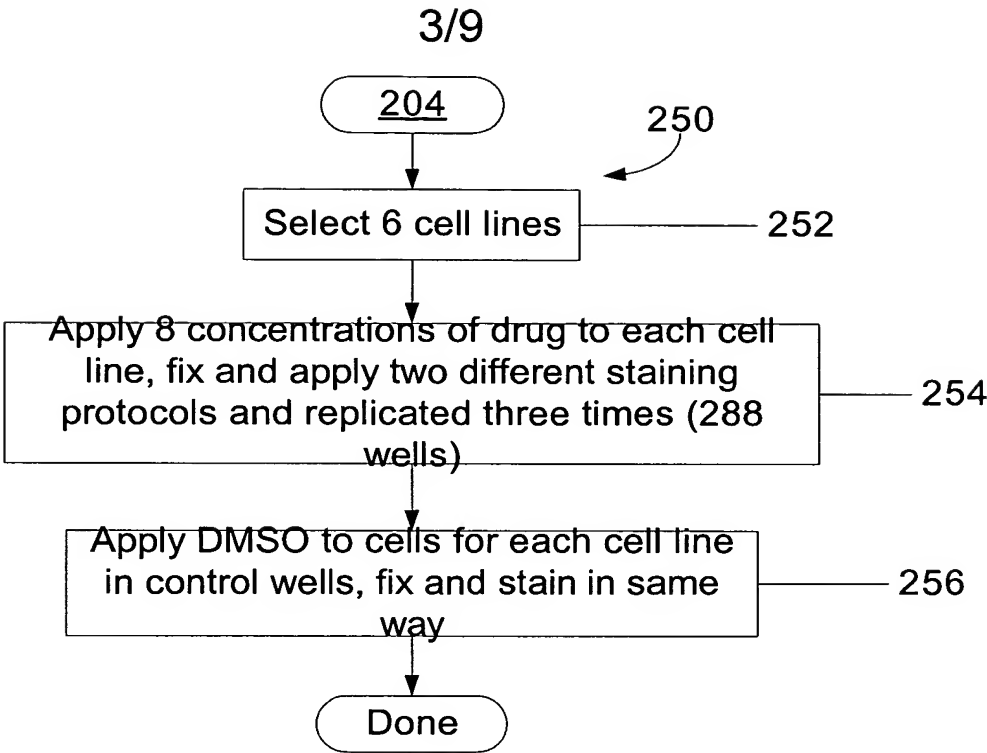 3/9
204
250
Select 6 cell lines
252
Apply 8 concentrations of drug to each cell
line, fix and apply two different staining
protocols and replicated three times (288
wells)
254
Apply DMSO to cells for each cell line
in control wells, fix and stain in same
way
256
Done